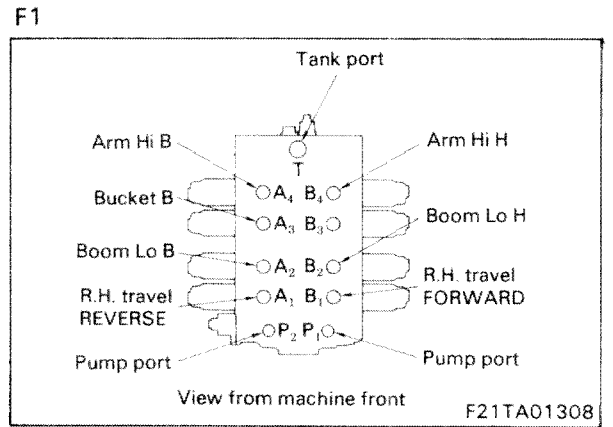 F1
Tank port
Arm Hi B
Arm Hi H
T
A₄ B₄
Bucket B
A₃ B₃
Boom Lo H
Boom Lo B
A₂ B₂
R.H. travel
REVERSE
A₁ B₁
R.H. travel
FORWARD
P₂ P₁
Pump port
Pump port
View from machine front
F21TA01308